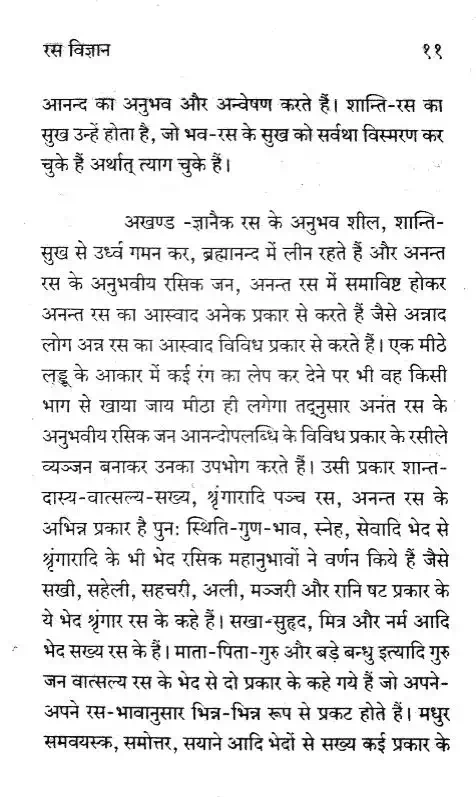 रस विज्ञान ११
आनन्द का अनुभव और अन्वेषण करते हैं। शान्ति-रस का
सुख उन्हें होता है, जो भव-रस के सुख को सर्वथा विस्मरण कर
चुके हैं अर्थात् त्याग चुके हैं।
अखण्ड -ज्ञानैक रस के अनुभव शील, शान्ति-
सुख से उर्ध्व गमन कर, ब्रह्मानन्द में लीन रहते हैं और अनन्त
रस के अनुभवीय रसिक जन, अनन्त रस में समाविष्ट होकर
अनन्त रस का आस्वाद अनेक प्रकार से करते हैं जैसे अन्नाद
लोग अन्न रस का आस्वाद विविध प्रकार से करते हैं। एक मीठे
लड्डू के आकार में कई रंग का लेप कर देने पर भी वह किसी
भाग से खाया जाय मीठा ही लगेगा तद्नुसार अनंत रस के
अनुभवीय रसिक जन आनन्दोपलब्धि के विविध प्रकार के रसीले
व्यञ्जन बनाकर उनका उपभोग करते हैं। उसी प्रकार शान्त-
दास्य-वात्सल्य-सख्य, श्रृंगारादि पञ्च रस, अनन्त रस के
अभिन्न प्रकार है पुन: स्थिति-गुण-भाव, स्नेह, सेवादि भेद से
श्रृंगारादि के भी भेद रसिक महानुभावों ने वर्णन किये हैं जैसे
सखी, सहेली, सहचरी, अली, मञ्जरी और रानि षट प्रकार के
ये भेद श्रृंगार रस के कहे हैं। सखा-सुहृद, मित्र और नर्म आदि
भेद सख्य रस के हैं। माता-पिता-गुरु और बड़े बन्धु इत्यादि गुरु
जन वात्सल्य रस के भेद से दो प्रकार के कहे गये हैं जो अपने-
अपने रस-भावानुसार भिन्न-भिन्न रूप से प्रकट होते हैं। मधुर
समवयस्क, समोत्तर, सयाने आदि भेदों से सख्य कई प्रकार के